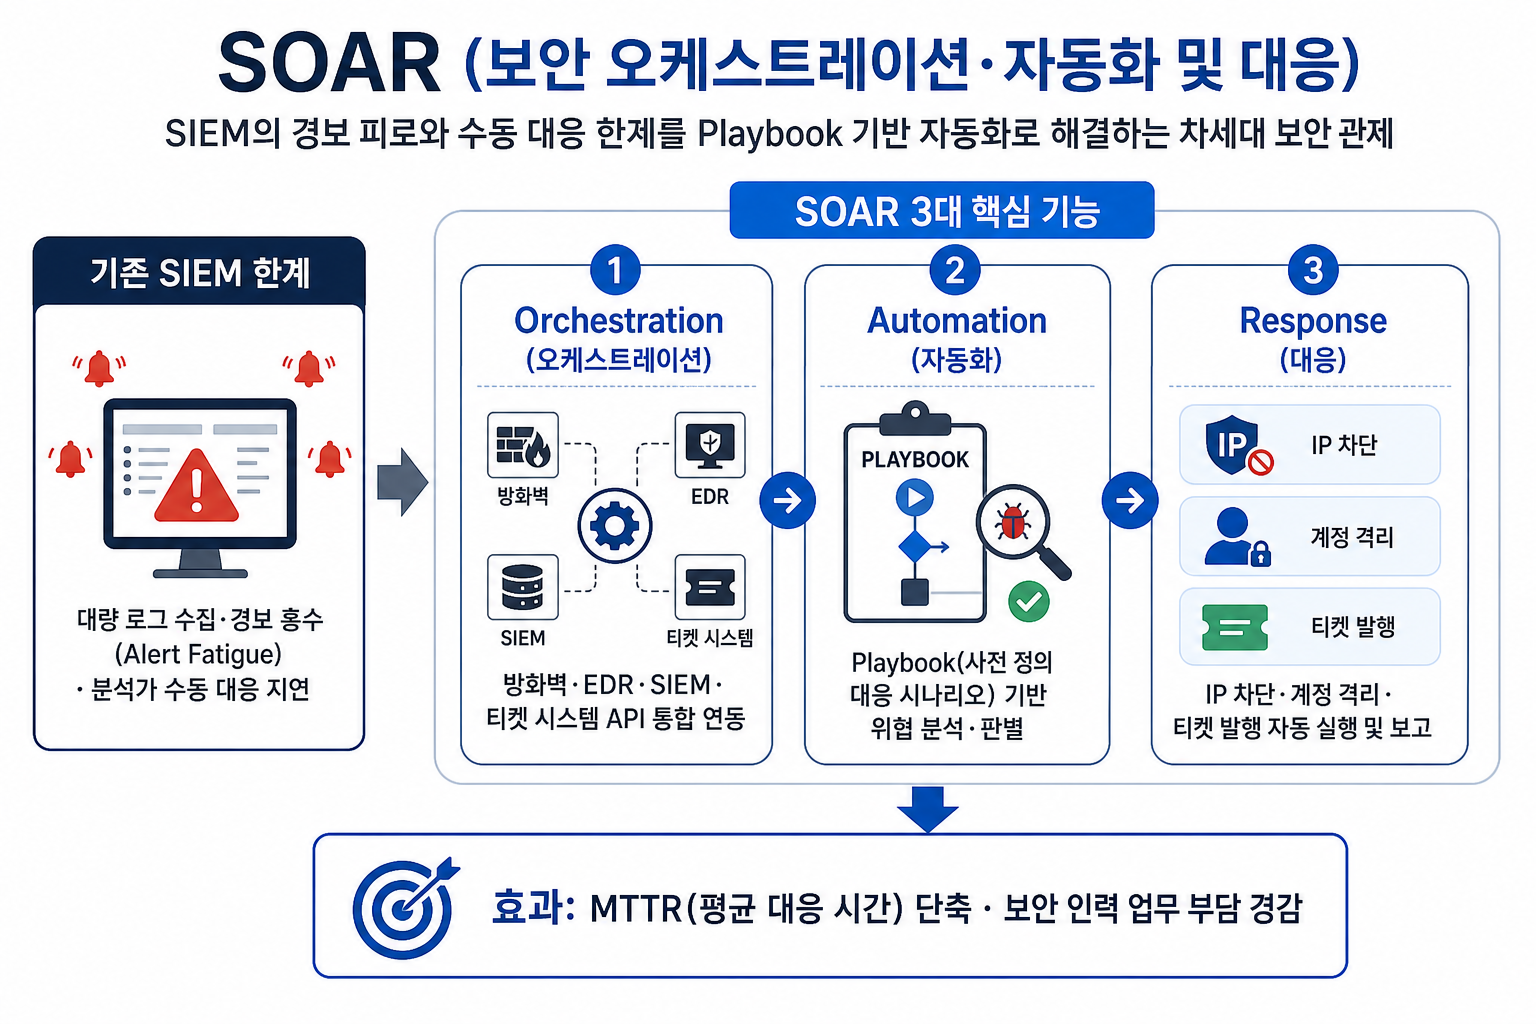 SOAR (보안 오케스트레이션·자동화 및 대응)
SIEM의 경보 피로와 수동 대응 한제를 Playbook 기반 자동화로 해결하는 차세대 보안 관제
기존 SIEM 한계
대량 로그 수집·경보 홍수
(Alert Fatigue)
· 분석가 수동 대응 지연
SOAR 3대 핵심 기능
1
Orchestration
(오케스트레이션)
방화벽
EDR
SIEM
티켓 시스템
방화벽·EDR·SIEM·
티켓 시스템 API 통합 연동
2
Automation
(자동화)
PLAYBOOK
Playbook(사전 정의
대응 시나리오) 기반
위협 분석·판별
3
Response
(대응)
IP
IP 차단
계정 격리
티켓 발행
IP 차단·계정 격리·
티켓 발행 자동 실행 및 보고
효과: MTTR(평균 대응 시간) 단축 · 보안 인력 업무 부담 경감